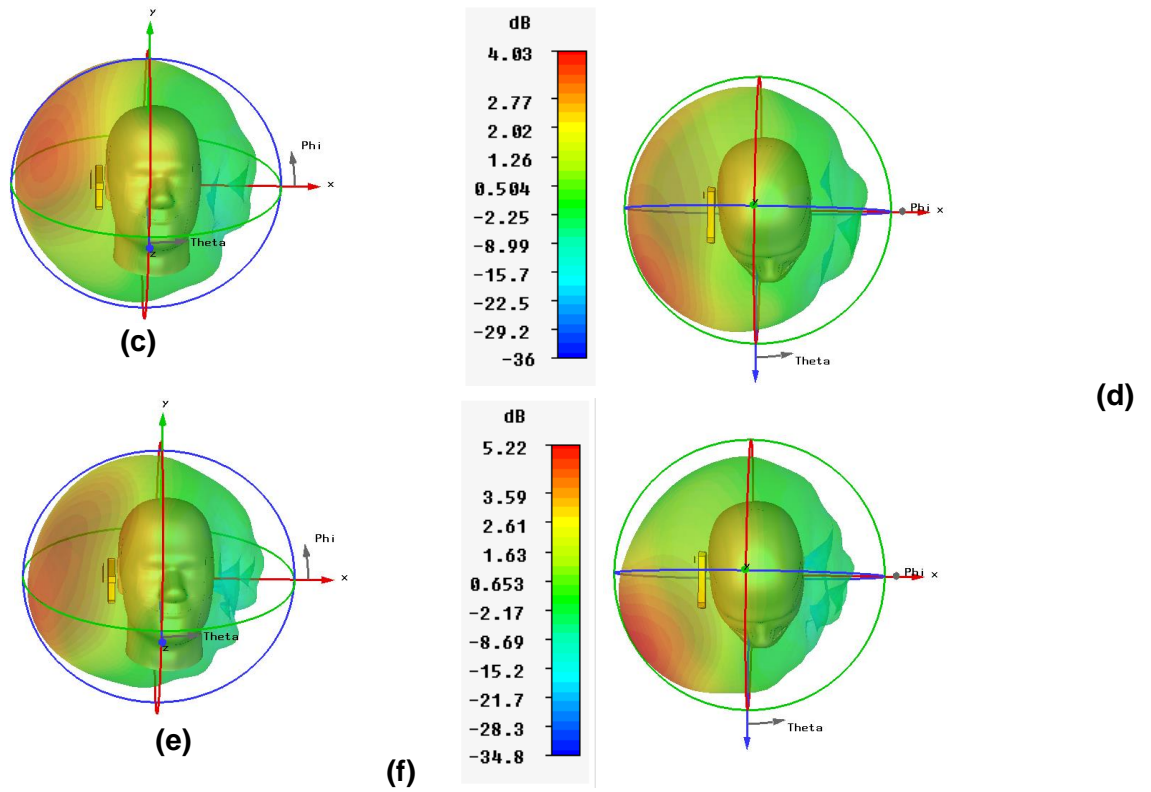 y
Phi
x
Theta
z
(c)
dB
4.03
2.77
2.02
1.26
0.504
-2.25
-8.99
-15.7
-22.5
-29.2
-36
Phi x
Theta
(d)
y
Phi
x
Theta
z
(e)
(f)
dB
5.22
3.59
2.61
1.63
0.653
-2.17
-8.69
-15.2
-21.7
-28.3
-34.8
Phi x
Theta